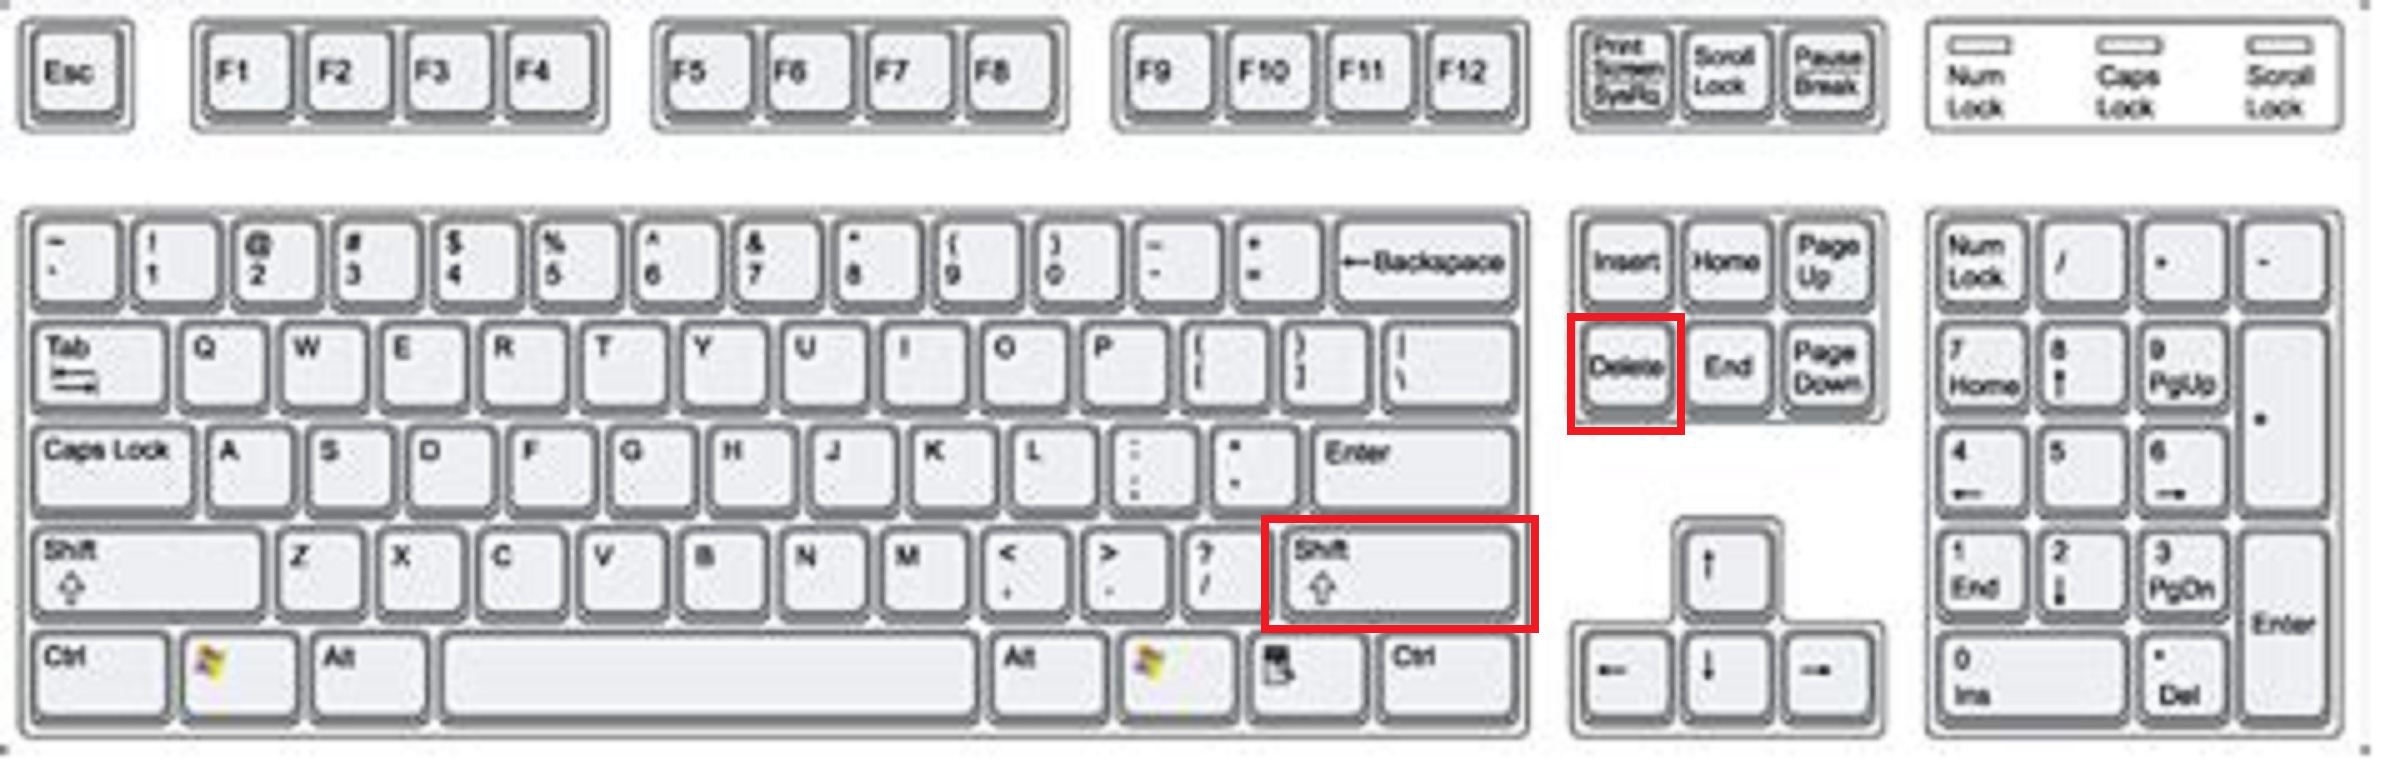 Esc F1 F2 F3 F4 F5 F6 F7 F8 F9 F10 F11 F12
Print Screen SysRq
Scroll Lock
Pause Break
Num Lock
Caps Lock
Scroll Lock
! 1
@ 2
# 3
$ 4
% 5
^ 6
& 7
* 8
( 9
) 0
+ =
←Backspace
Insert Home Page Up
Num Lock / * -
Tab Q W E R T Y U I O P { [ } ] | \
Delete End Page Down
7 Home
8 ↑
9 PgUp
Caps Lock A S D F G H J K L : ; Enter
4 ←
5
6 →
Shift ⇧ Z X C V B N M < , > . ? / Shift ⇧
↑
1 End
2 ↓
3 PgDn
Enter
Ctrl Alt Alt Ctrl
← ↓ →
0 Ins
Del